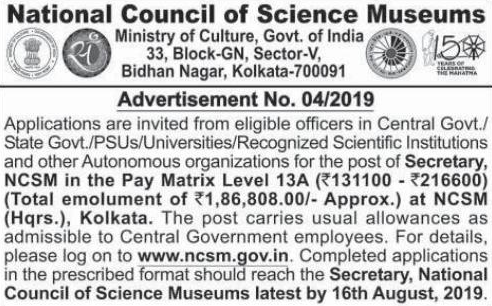 National Council of Science Museums
Ministry of Culture, Govt. of India
33, Block-GN, Sector-V,
Bidhan Nagar, Kolkata-700091
150
YEARS OF
CELEBRATING
THE MAHATMA
Advertisement No. 04/2019
Applications are invited from eligible officers in Central Govt./
State Govt./PSUs/Universities/Recognized Scientific Institutions
and other Autonomous organizations for the post of Secretary,
NCSM in the Pay Matrix Level 13A (₹131100 - ₹216600)
(Total emolument of ₹1,86,808.00/- Approx.) at NCSM
(Hqrs.), Kolkata. The post carries usual allowances as
admissible to Central Government employees. For details,
please log on to www.ncsm.gov.in. Completed applications
in the prescribed format should reach the Secretary, National
Council of Science Museums latest by 16th August, 2019.